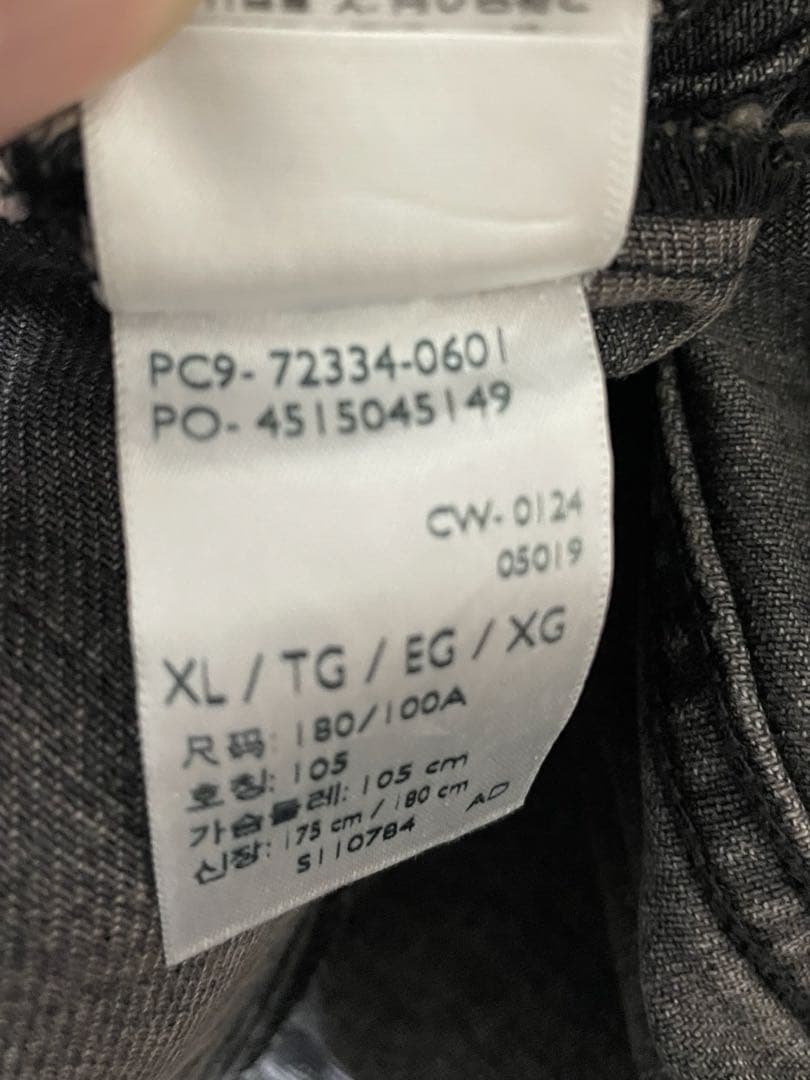 PC9- 72334-0601
PO- 4515045149
CW- 0124
05019
XL / TG / EG / XG
尺码: 180/100A
호칭: 105
가슴둘레: 105 cm
신장: 175 cm / 180 cm
S110784 AD